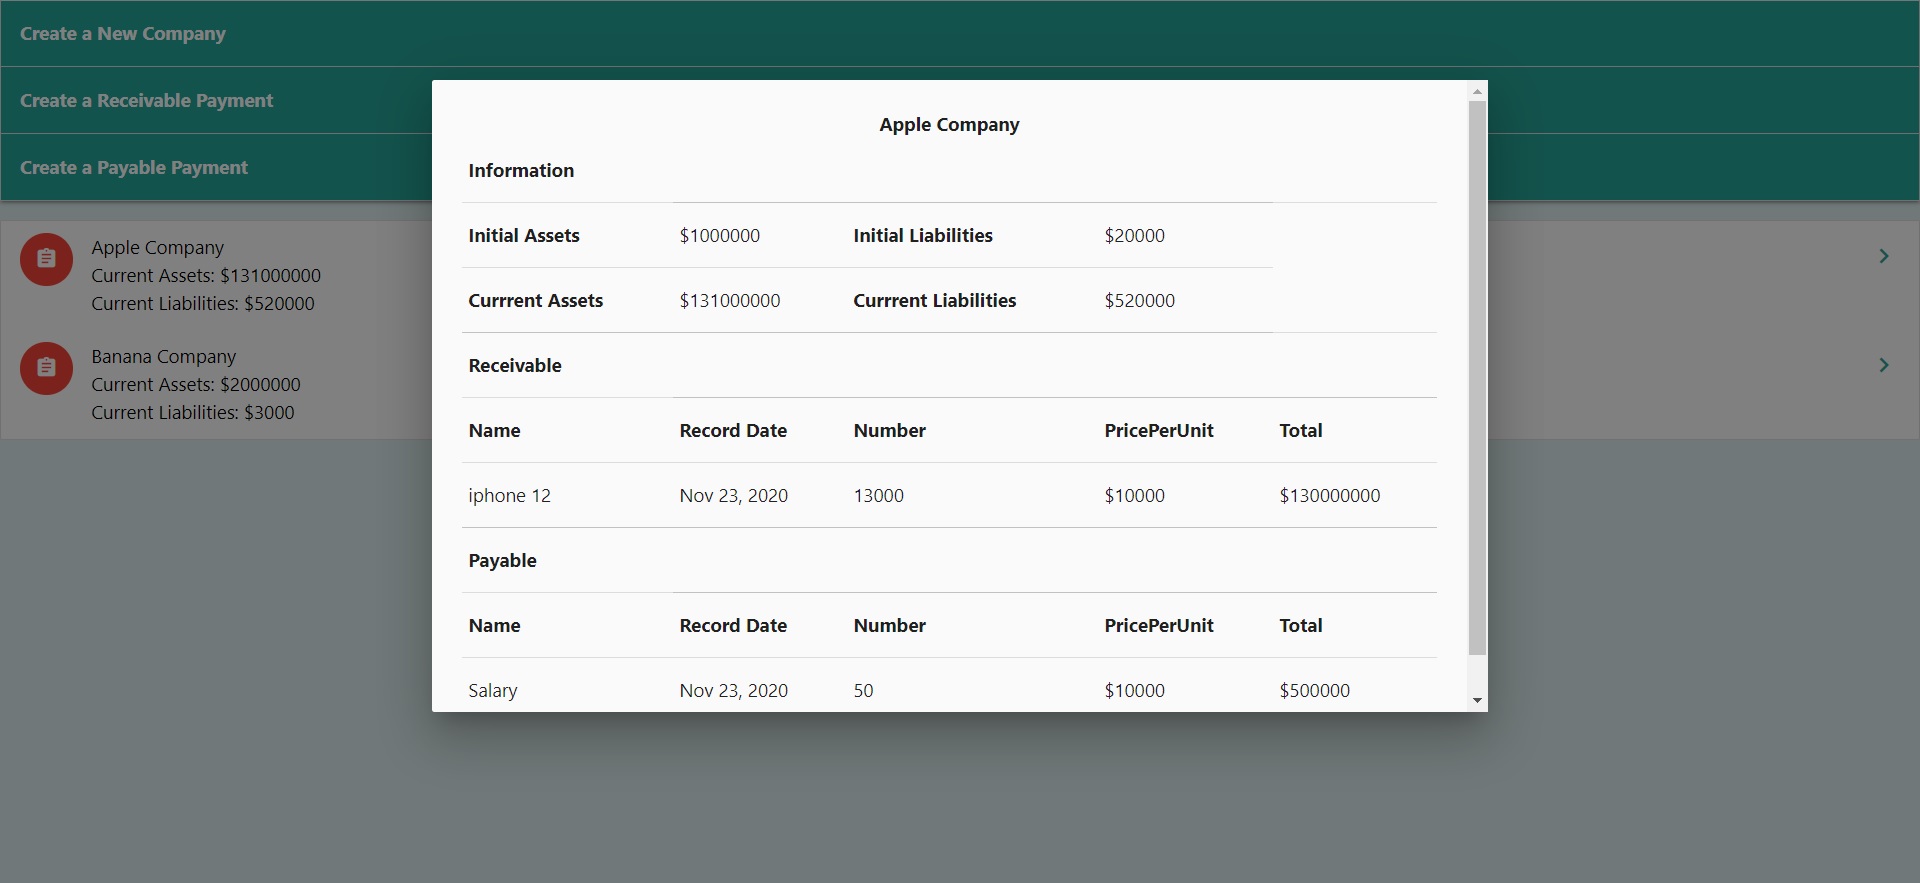 Create a New Company
Create a Receivable Payment
Create a Payable Payment
Apple Company
Current Assets: $131000000
Current Liabilities: $520000
Banana Company
Current Assets: $2000000
Current Liabilities: $3000
Apple Company
Information
Initial Assets $1000000 Initial Liabilities $20000
Currrent Assets $131000000 Currrent Liabilities $520000
Receivable
Name Record Date Number PricePerUnit Total
iphone 12 Nov 23, 2020 13000 $10000 $130000000
Payable
Name Record Date Number PricePerUnit Total
Salary Nov 23, 2020 50 $10000 $500000